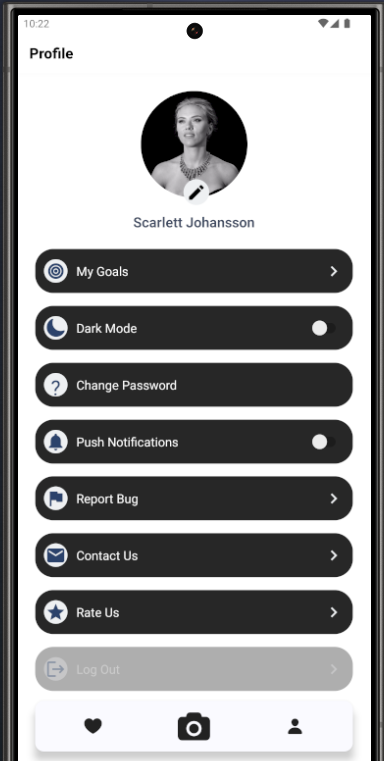 10:22
Profile
Scarlett Johansson
My Goals
Dark Mode
?
Change Password
Push Notifications
Report Bug
Contact Us
Rate Us
Log Out